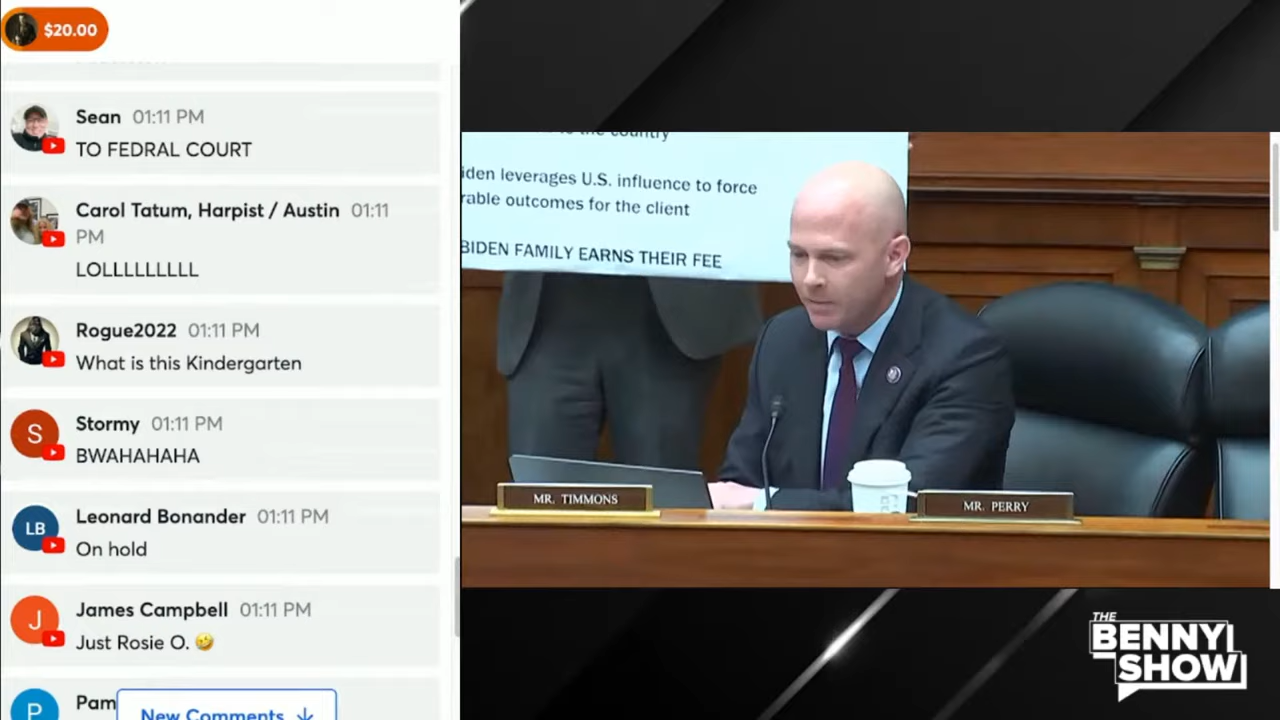 $20.00
Sean 01:11 PM
TO FEDRAL COURT
Carol Tatum, Harpist / Austin 01:11
PM
LOLLLLLLLLL
Rogue2022 01:11 PM
What is this Kindergarten
S
Stormy 01:11 PM
BWAHAHAHA
LB
Leonard Bonander 01:11 PM
On hold
J
James Campbell 01:11 PM
Just Rosie O. 🤣
P
Pam
New Comments ↓
to the country
iden leverages U.S. influence to force
rable outcomes for the client
BIDEN FAMILY EARNS THEIR FEE
MR. TIMMONS
MR. PERRY
THE
BENNY
SHOW